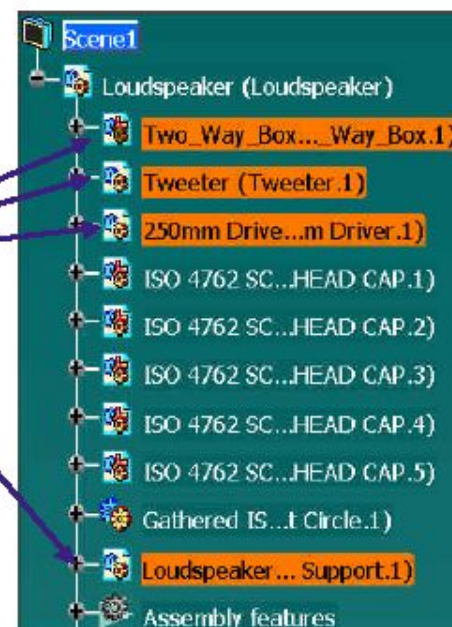 Scene1
Loudspeaker (Loudspeaker)
Two_Way_Box..._Way_Box.1)
Tweeter (Tweeter.1)
250mm Drive...m Driver.1)
ISO 4762 SC...HEAD CAP.1)
ISO 4762 SC...HEAD CAP.2)
ISO 4762 SC...HEAD CAP.3)
ISO 4762 SC...HEAD CAP.4)
ISO 4762 SC...HEAD CAP.5)
Gathered IS...t Circle.1)
Loudspeaker... Support.1)
Assembly features